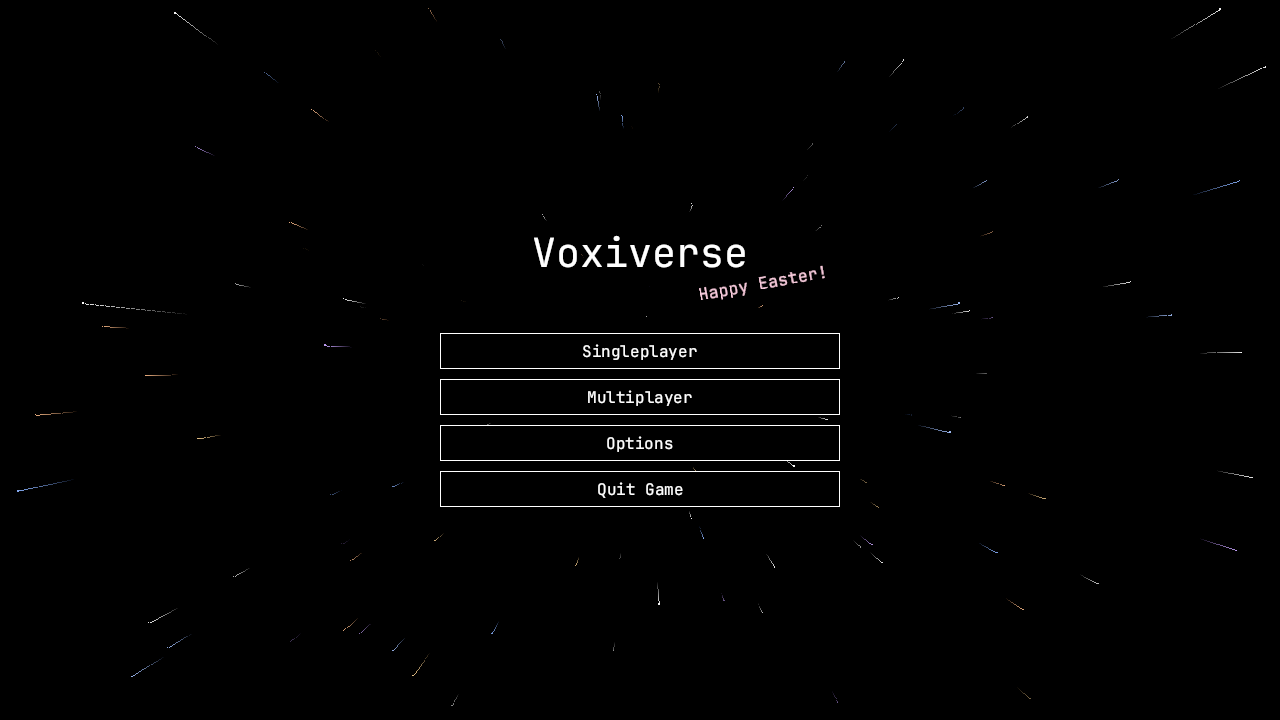 Voxiverse
Happy Easter!
Singleplayer
Multiplayer
Options
Quit Game